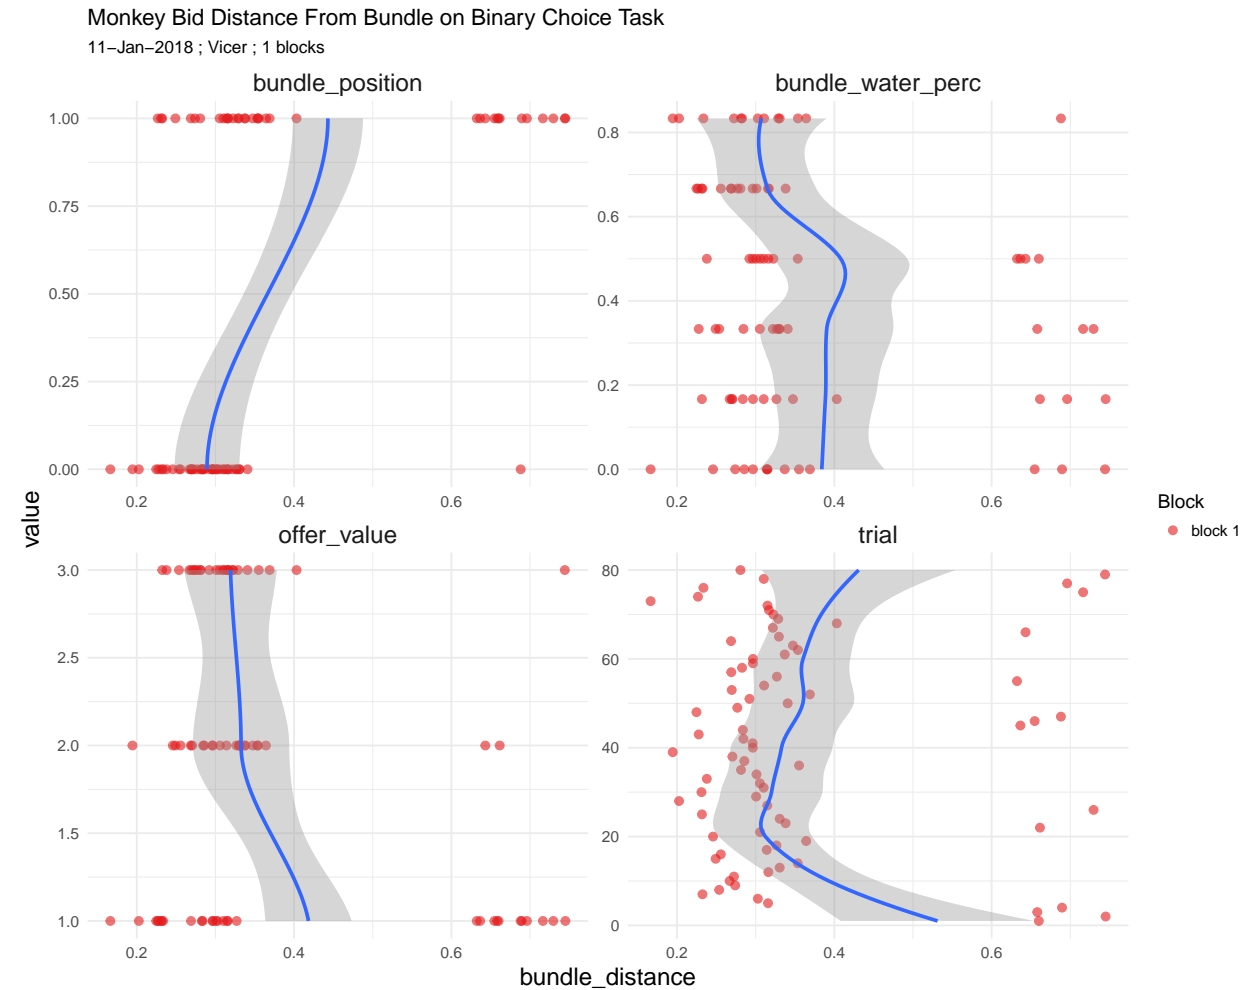 Monkey Bid Distance From Bundle on Binary Choice Task
11−Jan−2018 ; Vicer ; 1 blocks
bundle_position
bundle_water_perc
1.00
0.75
0.50
0.25
0.00
0.2 0.4 0.6
0.8
0.6
0.4
0.2
0.0
0.2 0.4 0.6
offer_value
trial
3.0
2.5
2.0
1.5
1.0
0.2 0.4 0.6
80
60
40
20
0
0.2 0.4 0.6
value
bundle_distance
Block
block 1